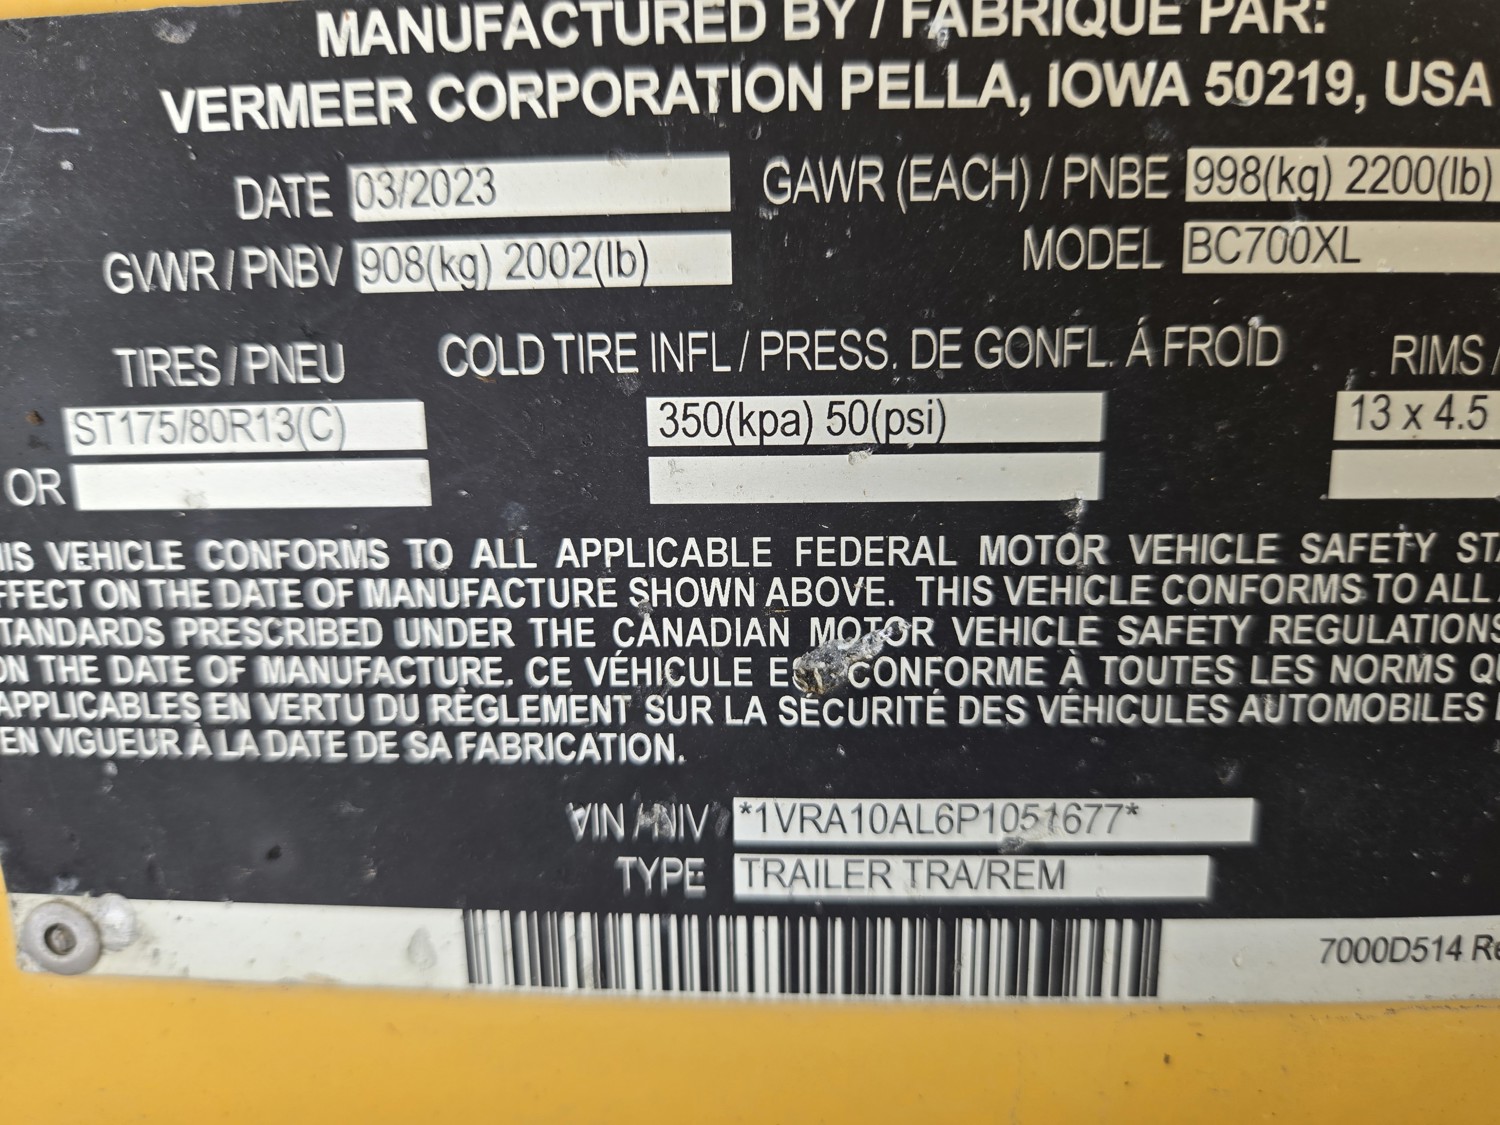 MANUFACTURED BY / FABRIQUE PAR:
VERMEER CORPORATION PELLA, IOWA 50219, USA
DATE 03/2023 GAWR (EACH) / PNBE 998(kg) 2200(lb)
GVWR / PNBV 908(kg) 2002(lb) MODEL BC700XL
TIRES / PNEU COLD TIRE INFL / PRESS. DE GONFL. Á FROID RIMS /
ST175/80R13(C) 350(kpa) 50(psi) 13 x 4.5
OR
HIS VEHICLE CONFORMS TO ALL APPLICABLE FEDERAL MOTOR VEHICLE SAFETY STA
FFECT ON THE DATE OF MANUFACTURE SHOWN ABOVE. THIS VEHICLE CONFORMS TO ALL
TANDARDS PRESCRIBED UNDER THE CANADIAN MOTOR VEHICLE SAFETY REGULATIONS
ON THE DATE OF MANUFACTURE. CE VÉHICULE ES CONFORME À TOUTES LES NORMS QU
APPLICABLES EN VERTU DU RÈGLEMENT SUR LA SÉCURITÉ DES VÉHICULES AUTOMOBILES
EN VIGUEUR À LA DATE DE SA FABRICATION.
VIN / NIV *1VRA10AL6P1051677*
TYPE TRAILER TRA/REM
7000D514 Re